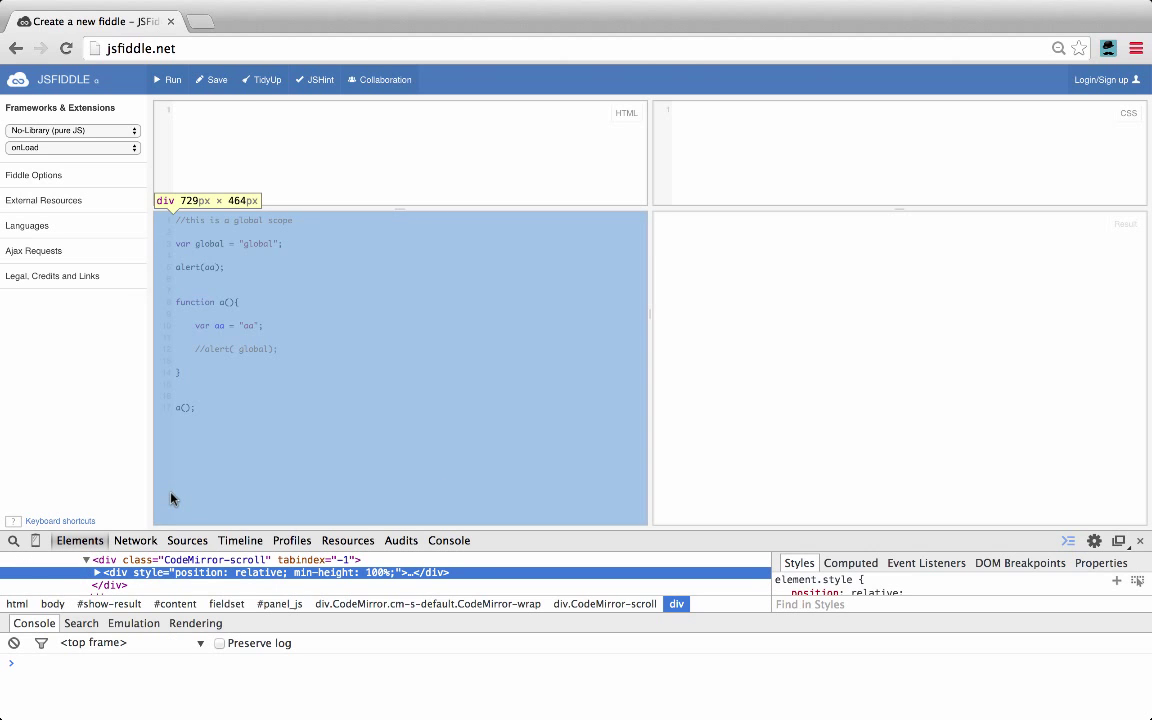 Create a new fiddle – JSFid
jsfiddle.net
JSFIDDLE α
Run
Save
TidyUp
JSHint
Collaboration
Login/Sign up
Frameworks & Extensions
No-Library (pure JS)
onLoad
Fiddle Options
External Resources
Languages
Ajax Requests
Legal, Credits and Links
? Keyboard shortcuts
1
HTML
1
CSS
div 729px × 464px
//this is a global scope
var global = "global";
alert(aa);
function a(){
var aa = "aa";
//alert( global);
}
a();
Result
Elements Network Sources Timeline Profiles Resources Audits Console
▼<div class="CodeMirror-scroll" tabindex="-1">
▶<div style="position: relative; min-height: 100%;">…</div>
</div>
html body #show-result #content fieldset #panel_js div.CodeMirror.cm-s-default.CodeMirror-wrap div.CodeMirror-scroll div
Styles Computed Event Listeners DOM Breakpoints Properties
element.style {
position: relative;
Find in Styles
Console Search Emulation Rendering
<top frame> ▼ Preserve log
>